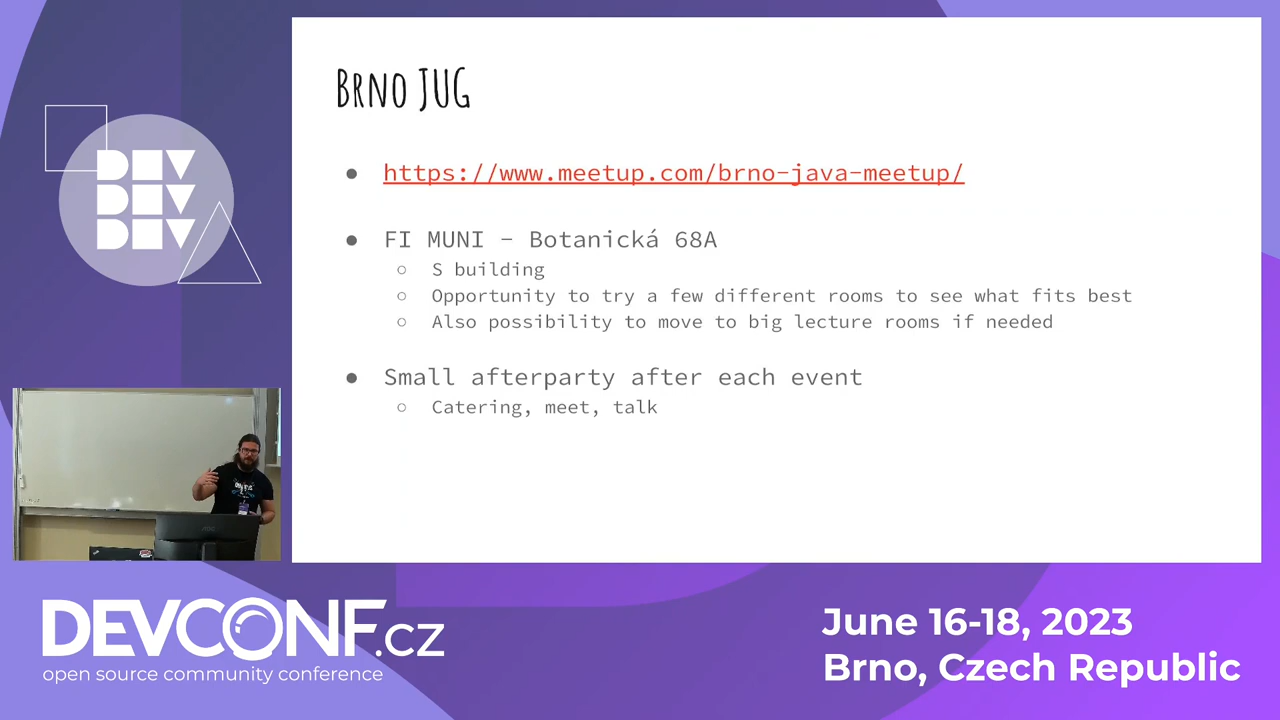 Brno JUG
https://www.meetup.com/brno-java-meetup/
FI MUNI - Botanická 68A
S building
Opportunity to try a few different rooms to see what fits best
Also possibility to move to big lecture rooms if needed
Small afterparty after each event
Catering, meet, talk
DEV
DEV
DEV
DEVCONF.cz
open source community conference
June 16-18, 2023
Brno, Czech Republic